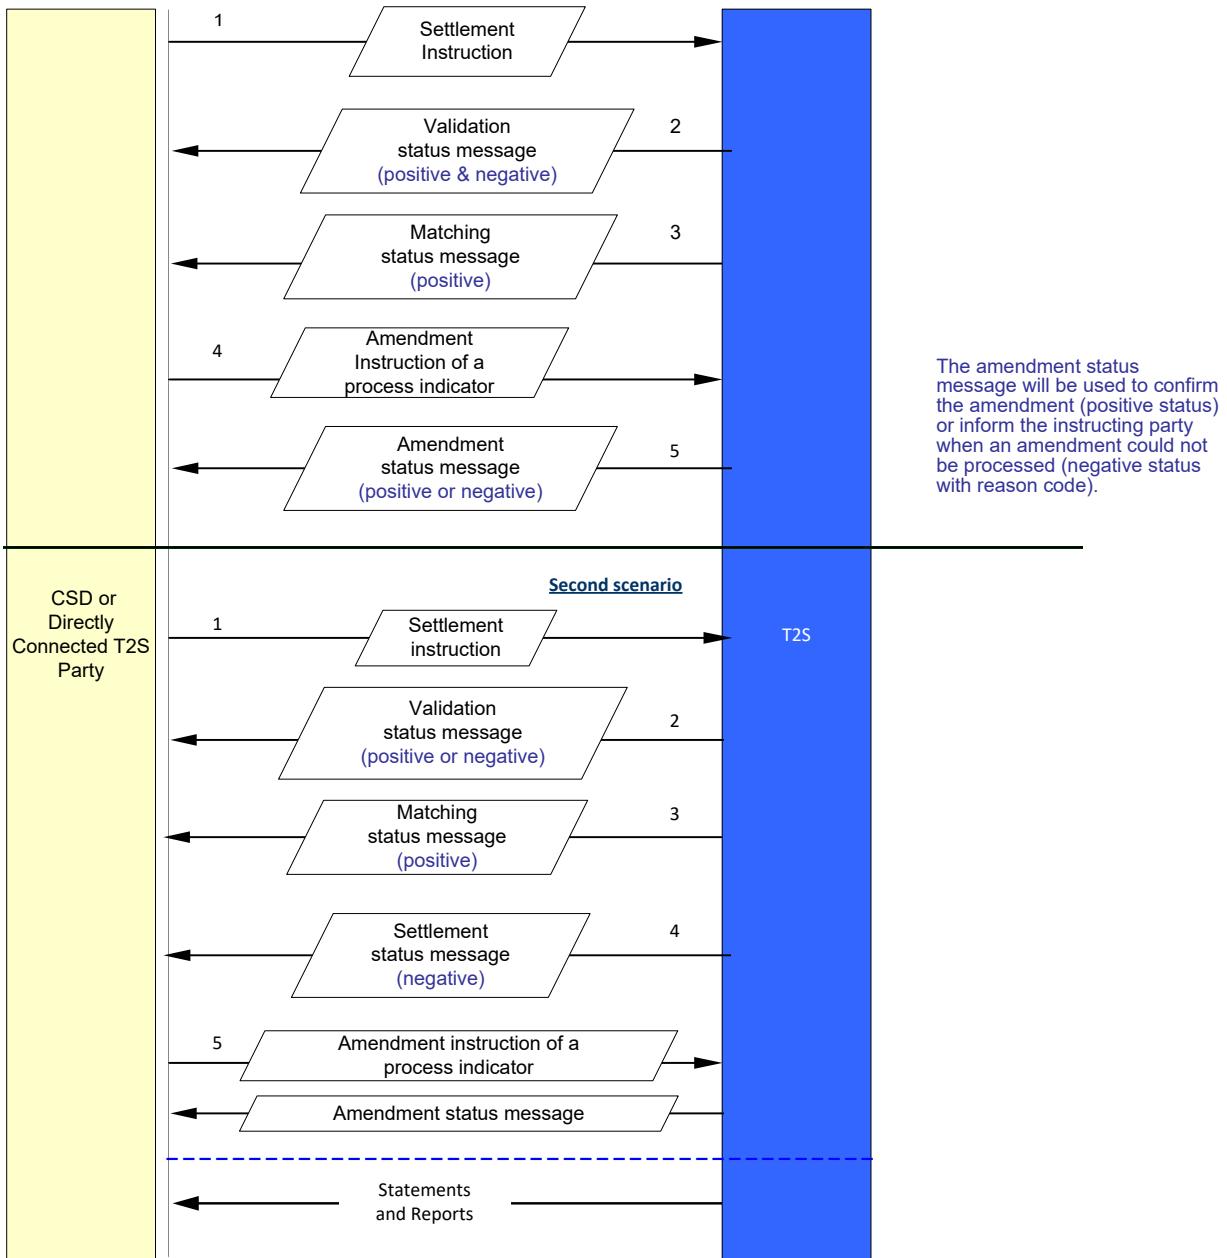 1
Settlement
Instruction
Validation
status message
(positive & negative)
2
Matching
status message
(positive)
3
4
Amendment
Instruction of a
process indicator
Amendment
status message
(positive or negative)
5
The amendment status
message will be used to confirm
the amendment (positive status)
or inform the instructing party
when an amendment could not
be processed (negative status
with reason code).
Second scenario
CSD or
Directly
Connected T2S
Party
1
Settlement
instruction
T2S
Validation
status message
(positive or negative)
2
Matching
status message
(positive)
3
Settlement
status message
(negative)
4
5
Amendment instruction of a
process indicator
Amendment status message
Statements
and Reports